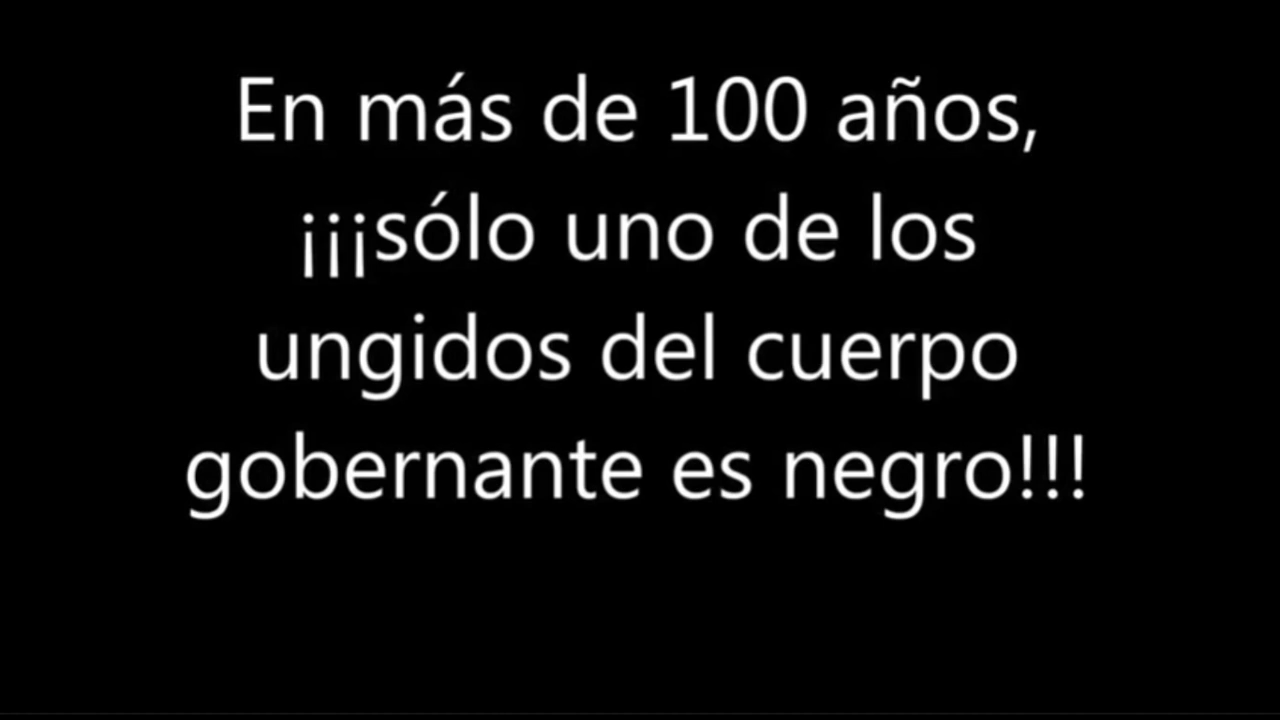 En más de 100 años,
¡¡¡sólo uno de los
ungidos del cuerpo
gobernante es negro!!!